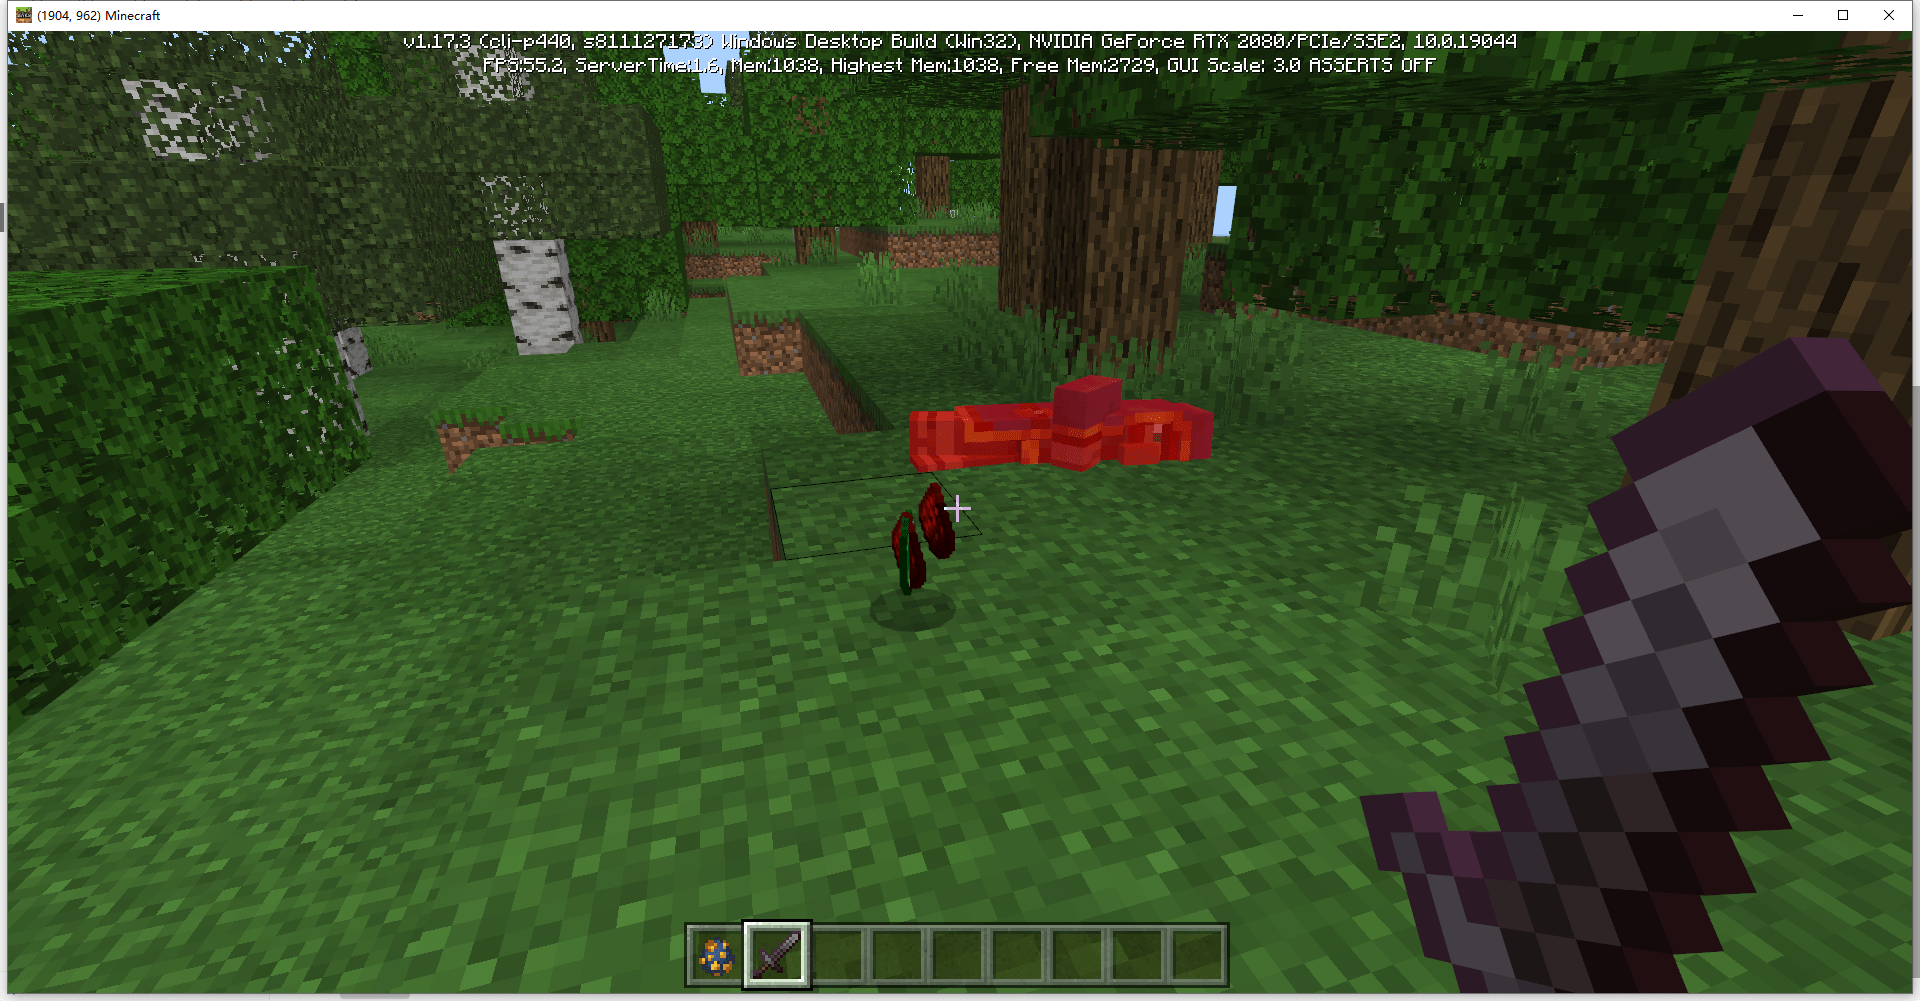 (1904, 962) Minecraft
v1.17.3 (cli-p440, s811127173) Windows Desktop Build (Win32), NVIDIA GeForce RTX 2080/PCIe/SSE2, 10.0.19044
FPS:55.2, ServerTime:1.6, Mem:1038, Highest Mem:1038, Free Mem:2729, GUI Scale: 3.0 ASSERTS OFF